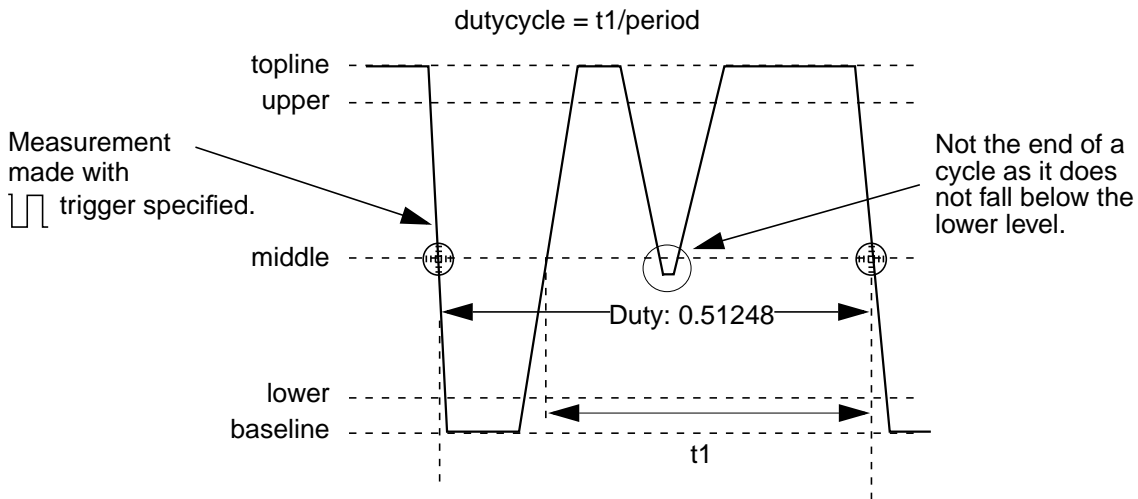 dutycycle = t1/period
topline
upper
Measurement
made with
trigger specified.
Not the end of a
cycle as it does
not fall below the
lower level.
middle
Duty: 0.51248
lower
baseline
t1